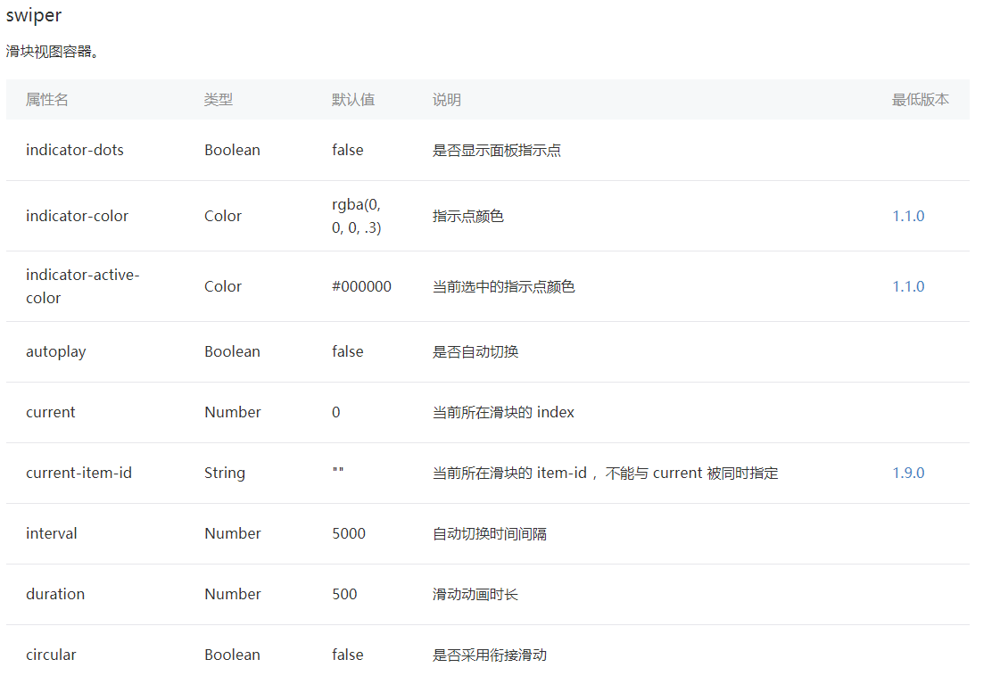 swiper
滑块视图容器。
属性名 类型 默认值 说明 最低版本
indicator-dots Boolean false 是否显示面板指示点
indicator-color Color rgba(0, 0, 0, .3) 指示点颜色 1.1.0
indicator-active-color Color #000000 当前选中的指示点颜色 1.1.0
autoplay Boolean false 是否自动切换
current Number 0 当前所在滑块的 index
current-item-id String "" 当前所在滑块的 item-id ，不能与 current 被同时指定 1.9.0
interval Number 5000 自动切换时间间隔
duration Number 500 滑动动画时长
circular Boolean false 是否采用衔接滑动